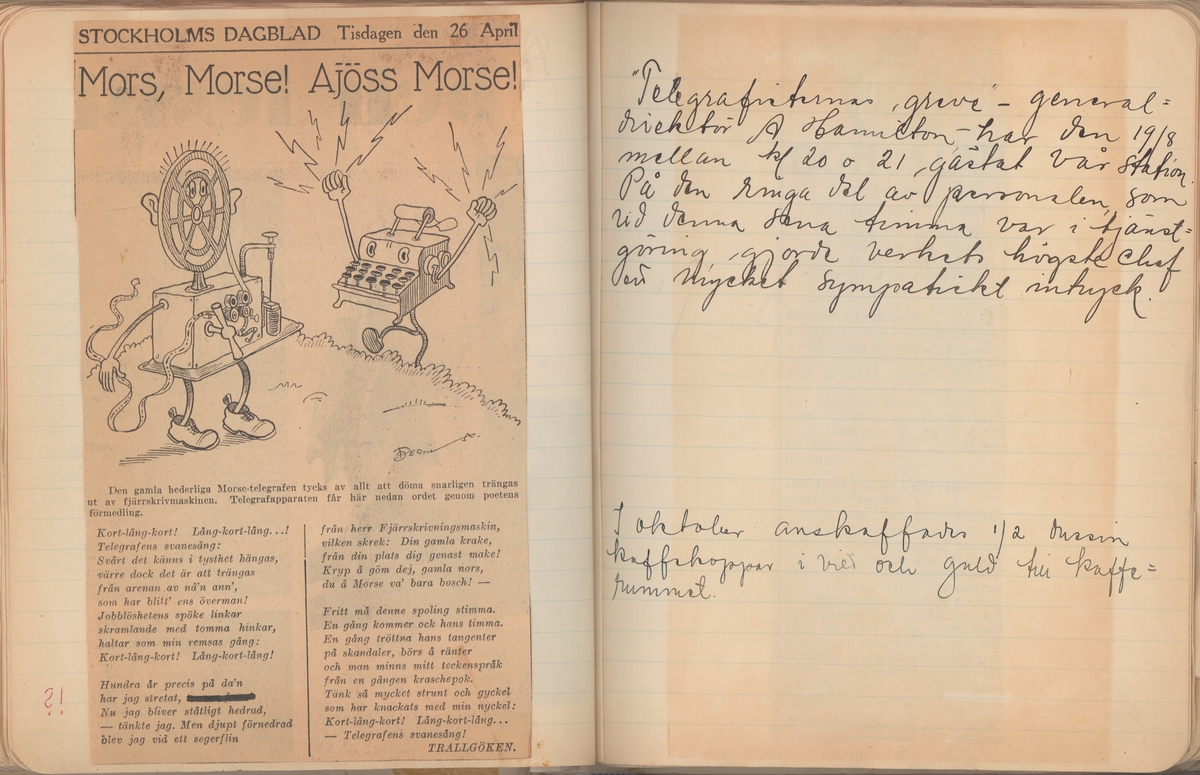 STOCKHOLMS DAGBLAD Tisdagen den 26 April
Mors, Morse! Ajöss Morse!
Den gamla hederliga Morse-telegrafen tycks av allt att döma snarligen trängas
ut av fjärrskrivmaskinen. Telegrafapparaten får här nedan ordet genom poetens
förmedling.
Kort-lång-kort! Lång-kort-lång...!
Telegrafens svanesång:
Svårt det känns i tysthet hängas,
värre dock det är att trängas
från arenan av nå'n ann',
som har blitt' ens överman!
Jobblöshetens spöke linkar
skramlande med tomma hinkar,
haltar som min remsas gång:
Kort-lång-kort! Lång-kort-lång!
Hundra år precis på da'n
har jag stretat,
Nu jag bliver ståtligt hedrad,
— tänkte jag. Men djupt förnedrad
blev jag vid ett segerflin
från herr Fjärrskrivningsmaskin,
vilken skrek: Din gamla krake,
från din plats dig genast make!
Kryp å göm dej, gamla nors,
du å Morse va' bara bosch! —
Fritt må denne spoling stimma.
En gång kommer ock hans timma.
En gång tröttna hans tangenter
på skandaler, börs å ränter
och man minns mitt teckenspråk
från en gången kraschepok.
Tänk så mycket strunt och gyckel
som har knackats med min nyckel:
Kort-lång-kort! Lång-kort-lång...
— Telegrafens svanesång!
TRALLGÖKEN.
?!
"Telegrafisternas "greve" – general-
direktör A Hamilton – har den 19/8
mellan kl 20 o 21 gästat vår station.
På den ringa del av personalen, som
vid denna sena timma var i tjänst-
göring, gjorde verkets högste chef
ett mycket sympatiskt intryck.
I oktober anskaffades 1/2 dussin
kaffekoppar i vitt och guld till kaffe-
rummet.